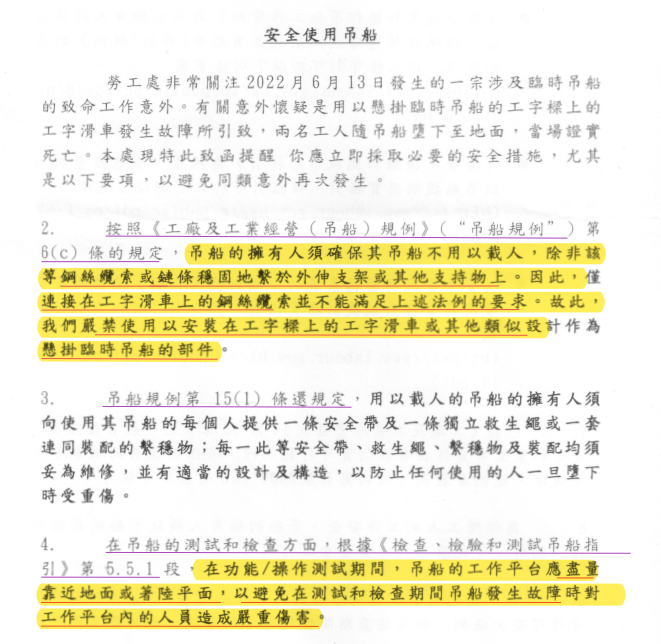 安全使用吊船
勞工處非常關注 2022 年 6 月 13 日發生的一宗涉及臨時吊船
的致命工作意外。有關意外懷疑是用以懸掛臨時吊船的工字樑上的
工字滑車發生故障所引致，兩名工人隨吊船墮下至地面，當場證實
死亡。本處現特此致函提醒 你應立即採取必要的安全措施，尤其
是以下要項，以避免同類意外再次發生。
2. 按照《工廠及工業經營（吊船）規例》（“吊船規例”）第
6(c) 條的規定，吊船的擁有人須確保其吊船不用以載人，除非該
等鋼絲纜索或鏈條穩固地繫於外伸支架或其他支持物上。因此，僅
連接在工字滑車上的鋼絲纜索並不能滿足上述法例的要求。故此，
我們嚴禁使用以安裝在工字樑上的工字滑車或其他類似設計作為
懸掛臨時吊船的部件。
3. 吊船規例第 15(1) 條還規定，用以載人的吊船的擁有人須
向使用其吊船的每個人提供一條安全帶及一條獨立救生繩或一套
連同裝配的繫穩物；每一此等安全帶、救生繩、繫穩物及裝配均須
妥為維修，並有適當的設計及構造，以防止任何使用的人一旦墮下
時受重傷。
4. 在吊船的測試和檢查方面，根據《檢查、檢驗和測試吊船指
引》第 6.5.1 段，在功能/操作測試期間，吊船的工作平台應盡量
靠近地面或著陸平面，以避免在測試和檢查期間吊船發生故障時對
工作平台內的人員造成嚴重傷害。